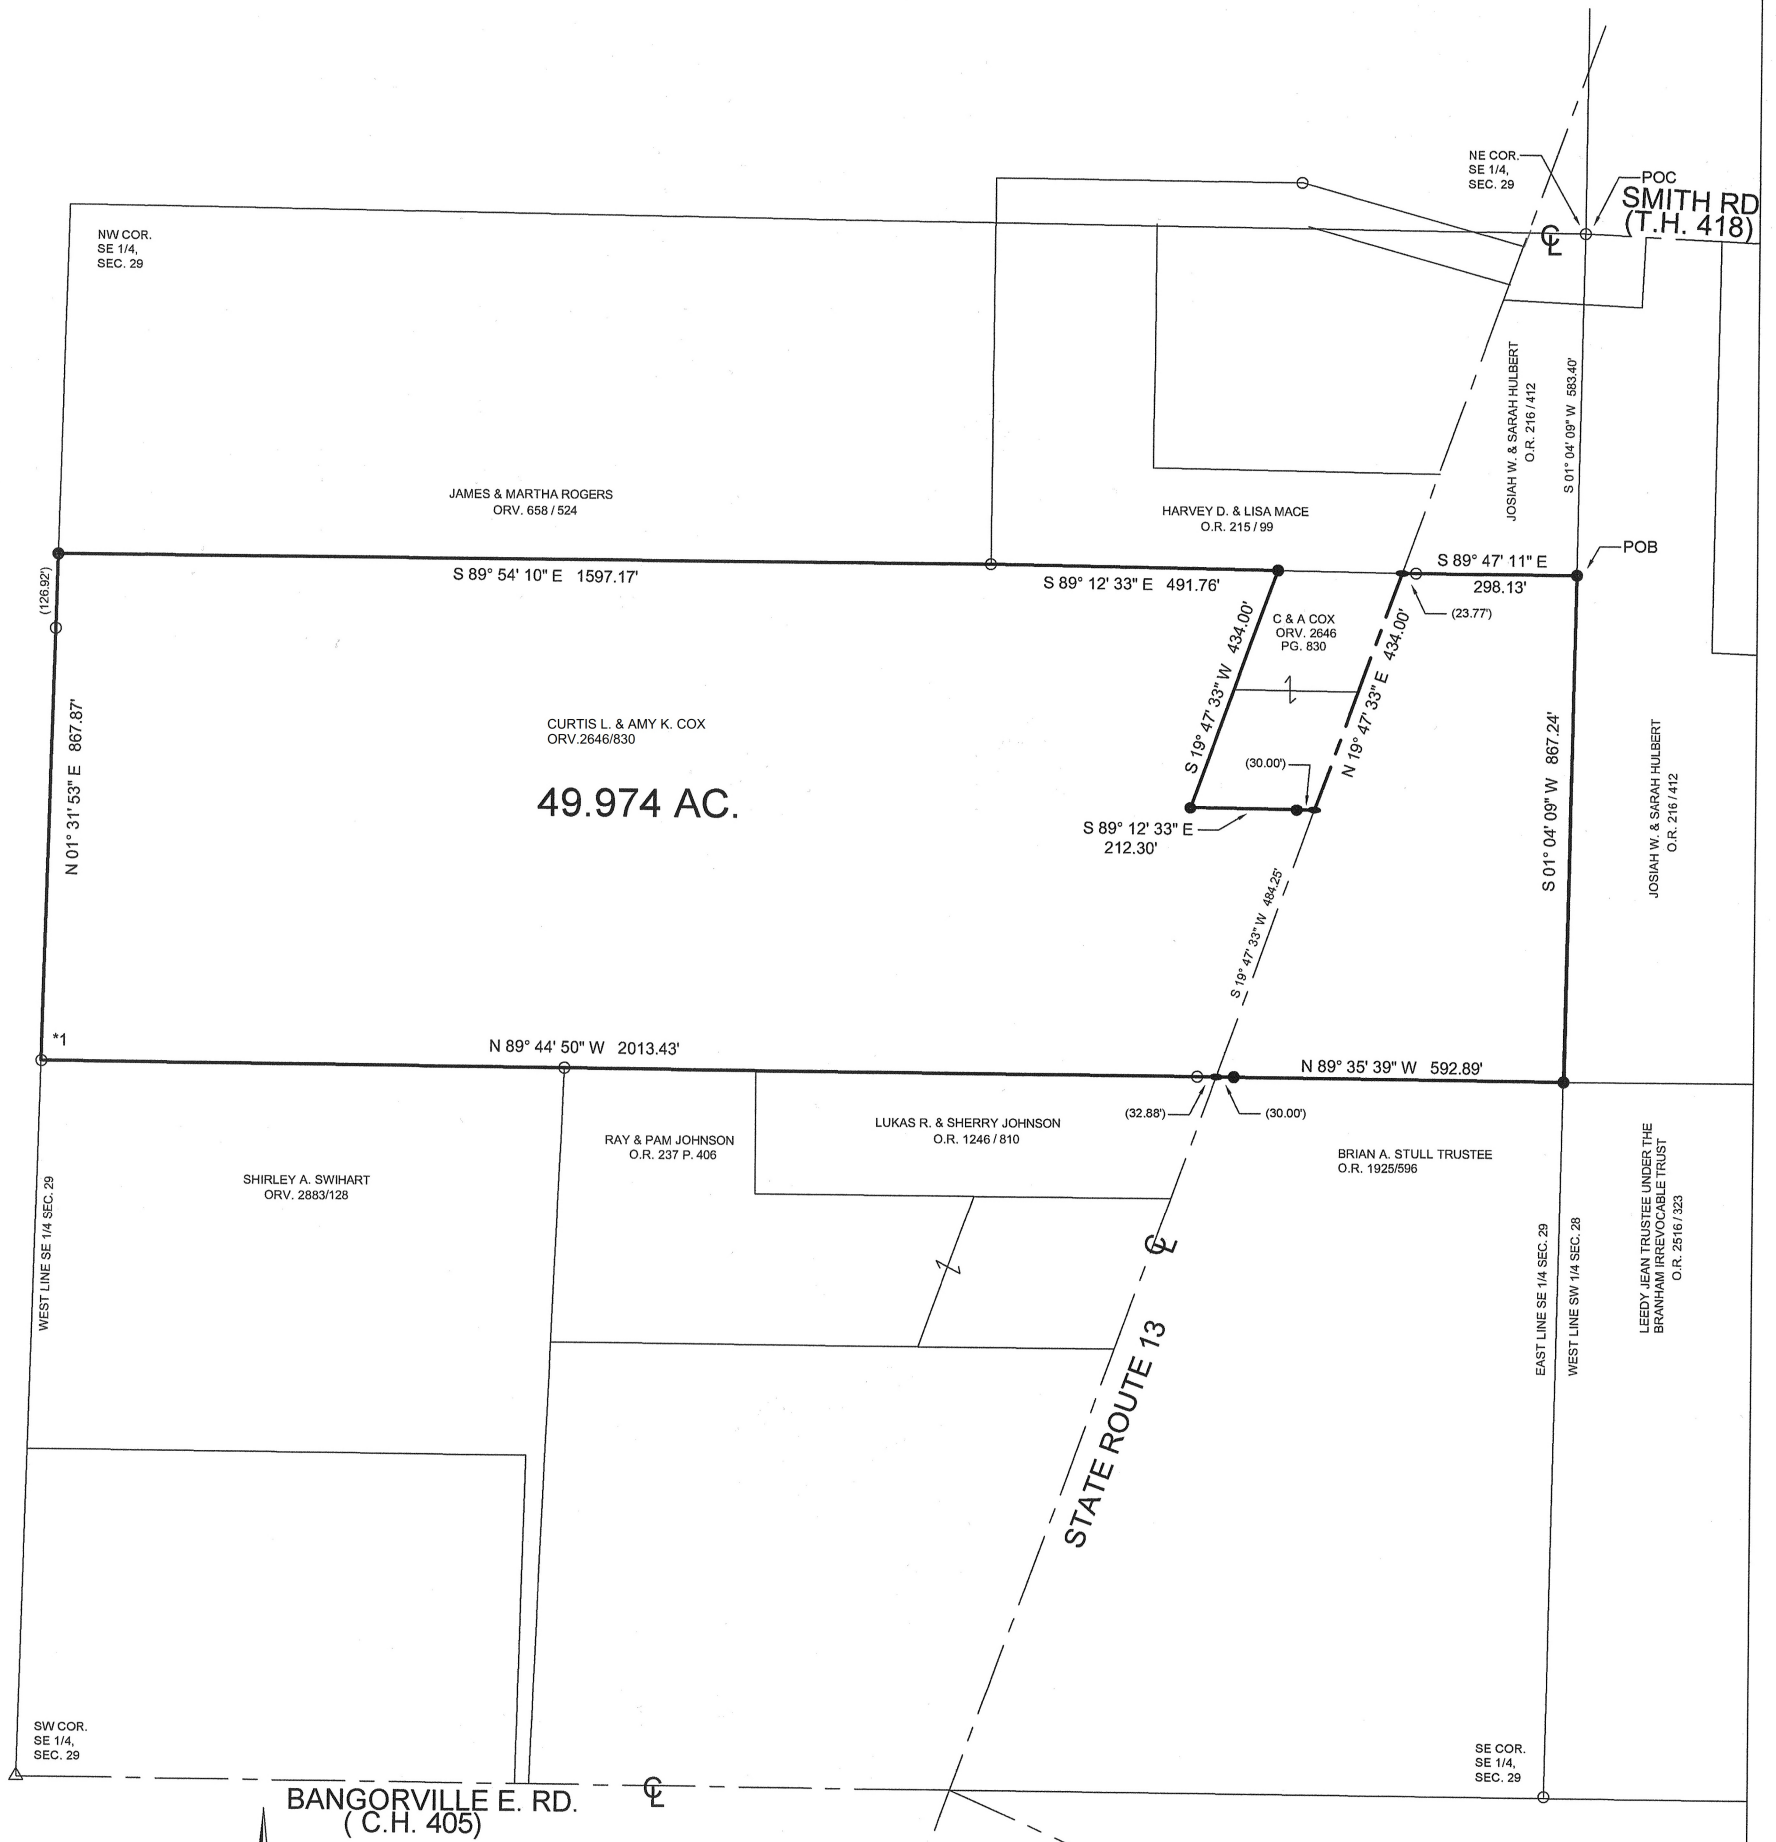 NE COR.
SE 1/4,
SEC. 29
POC
SMITH RD
(T.H. 418)
℄
NW COR.
SE 1/4,
SEC. 29
JOSIAH W. & SARAH HULBERT
O.R. 216 / 412
S 01° 04' 09" W 583.40'
JAMES & MARTHA ROGERS
ORV. 658 / 524
HARVEY D. & LISA MACE
O.R. 215 / 99
POB
S 89° 47' 11" E
298.13'
(23.77')
(126.92')
S 89° 54' 10" E 1597.17'
S 89° 12' 33" E 491.76'
C & A COX
ORV. 2646
PG. 830
S 19° 47' 33" W 434.00'
N 19° 47' 33" E 434.00'
N 01° 31' 53" E 867.87'
CURTIS L. & AMY K. COX
ORV.2646/830
49.974 AC.
(30.00')
S 89° 12' 33" E
212.30'
S 01° 04' 09" W 867.24'
JOSIAH W. & SARAH HULBERT
O.R. 216 / 412
S 19° 47' 33" W 484.25'
*1
N 89° 44' 50" W 2013.43'
N 89° 35' 39" W 592.89'
(32.88')
(30.00')
SHIRLEY A. SWIHART
ORV. 2883/128
RAY & PAM JOHNSON
O.R. 237 P. 406
LUKAS R. & SHERRY JOHNSON
O.R. 1246 / 810
BRIAN A. STULL TRUSTEE
O.R. 1925/596
WEST LINE SE 1/4 SEC. 29
℄
EAST LINE SE 1/4 SEC. 29
WEST LINE SW 1/4 SEC. 28
LEEDY JEAN TRUSTEE UNDER THE
BRANHAM IRREVOCABLE TRUST
O.R. 2516 / 323
STATE ROUTE 13
SW COR.
SE 1/4,
SEC. 29
SE COR.
SE 1/4,
SEC. 29
BANGORVILLE E. RD.
( C.H. 405)
℄